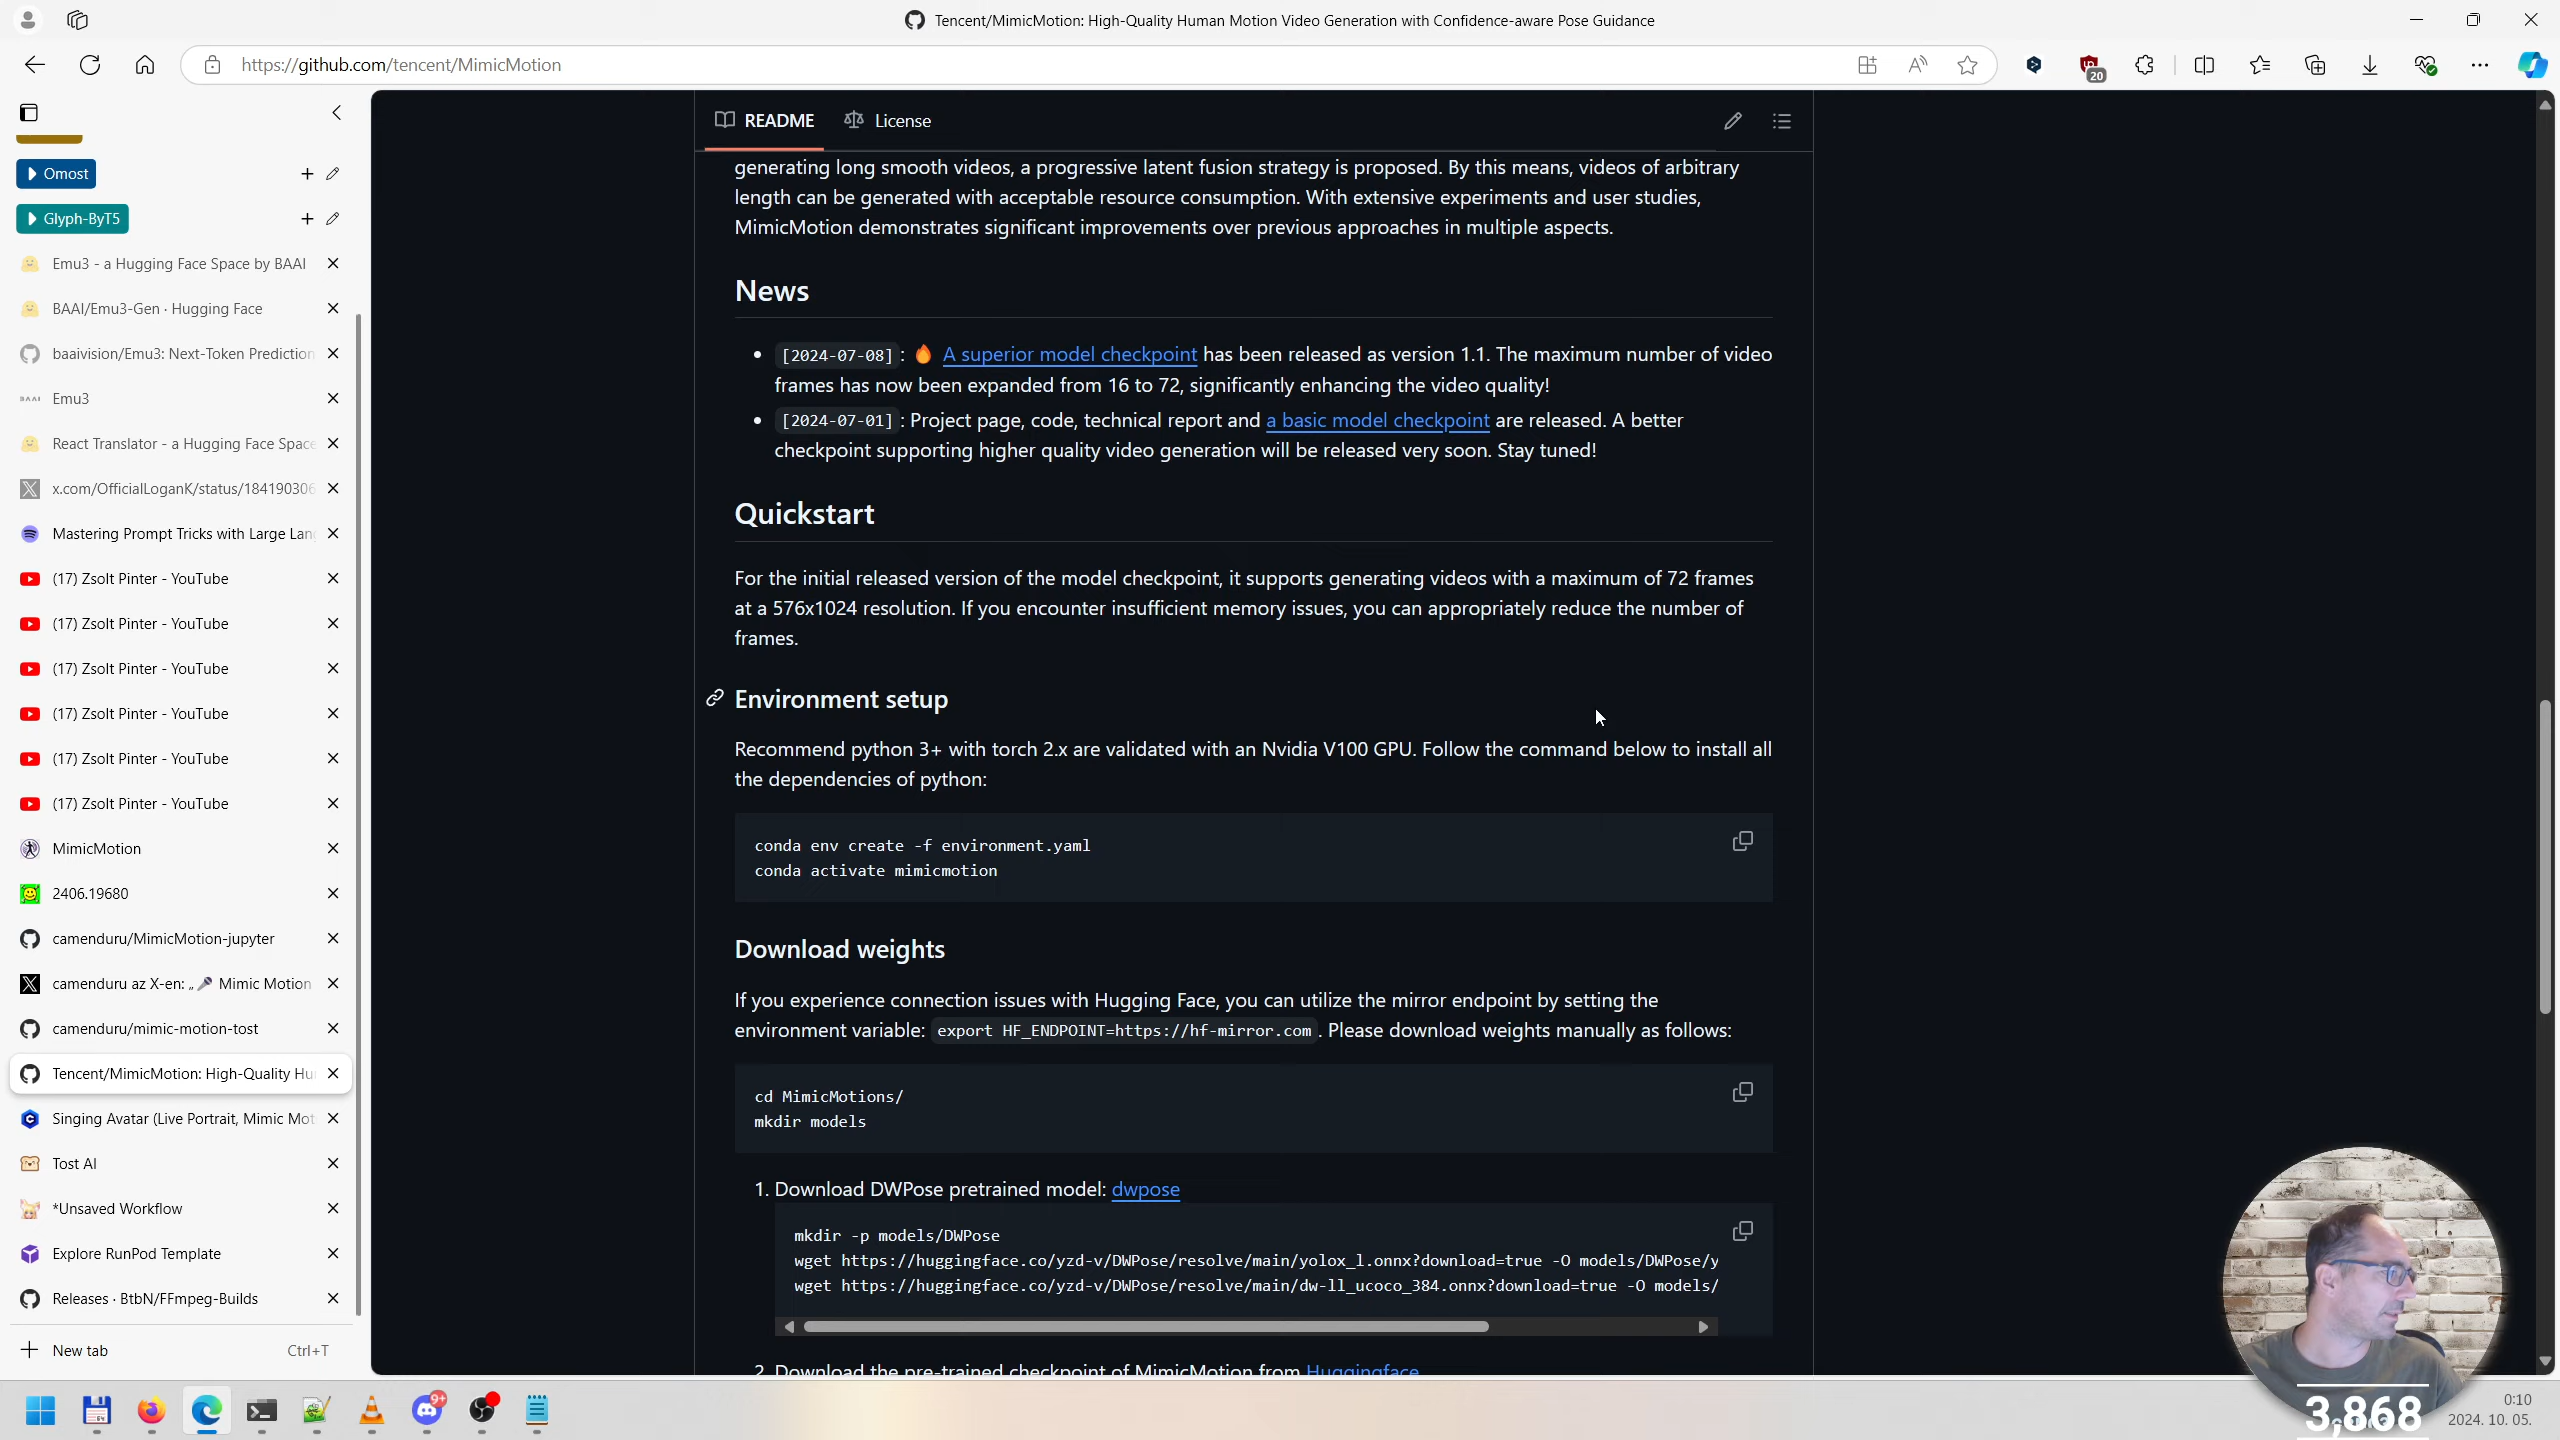 Tencent/MimicMotion: High-Quality Human Motion Video Generation with Confidence-aware Pose Guidance
https://github.com/tencent/MimicMotion
20
Omost
Glyph-ByT5
Emu3 - a Hugging Face Space by BAAI
BAAI/Emu3-Gen · Hugging Face
baaivision/Emu3: Next-Token Prediction
BAAI Emu3
React Translator - a Hugging Face Space
x.com/OfficialLoganK/status/184190306
Mastering Prompt Tricks with Large Lan
(17) Zsolt Pinter - YouTube
(17) Zsolt Pinter - YouTube
(17) Zsolt Pinter - YouTube
(17) Zsolt Pinter - YouTube
(17) Zsolt Pinter - YouTube
(17) Zsolt Pinter - YouTube
MimicMotion
2406.19680
camenduru/MimicMotion-jupyter
camenduru az X-en: „🎤 Mimic Motion
camenduru/mimic-motion-tost
Tencent/MimicMotion: High-Quality Hu
Singing Avatar (Live Portrait, Mimic Mot
Tost AI
*Unsaved Workflow
Explore RunPod Template
Releases · BtbN/FFmpeg-Builds
New tab Ctrl+T
README License
generating long smooth videos, a progressive latent fusion strategy is proposed. By this means, videos of arbitrary
length can be generated with acceptable resource consumption. With extensive experiments and user studies,
MimicMotion demonstrates significant improvements over previous approaches in multiple aspects.
News
• [2024-07-08]: 🔥 A superior model checkpoint has been released as version 1.1. The maximum number of video
frames has now been expanded from 16 to 72, significantly enhancing the video quality!
• [2024-07-01]: Project page, code, technical report and a basic model checkpoint are released. A better
checkpoint supporting higher quality video generation will be released very soon. Stay tuned!
Quickstart
For the initial released version of the model checkpoint, it supports generating videos with a maximum of 72 frames
at a 576x1024 resolution. If you encounter insufficient memory issues, you can appropriately reduce the number of
frames.
Environment setup
Recommend python 3+ with torch 2.x are validated with an Nvidia V100 GPU. Follow the command below to install all
the dependencies of python:
conda env create -f environment.yaml
conda activate mimicmotion
Download weights
If you experience connection issues with Hugging Face, you can utilize the mirror endpoint by setting the
environment variable: export HF_ENDPOINT=https://hf-mirror.com . Please download weights manually as follows:
cd MimicMotions/
mkdir models
1. Download DWPose pretrained model: dwpose
mkdir -p models/DWPose
wget https://huggingface.co/yzd-v/DWPose/resolve/main/yolox_l.onnx?download=true -O models/DWPose/y
wget https://huggingface.co/yzd-v/DWPose/resolve/main/dw-ll_ucoco_384.onnx?download=true -O models/
2. Download the pre-trained checkpoint of MimicMotion from Huggingface
9+
3,868
0:10
2024. 10. 05.